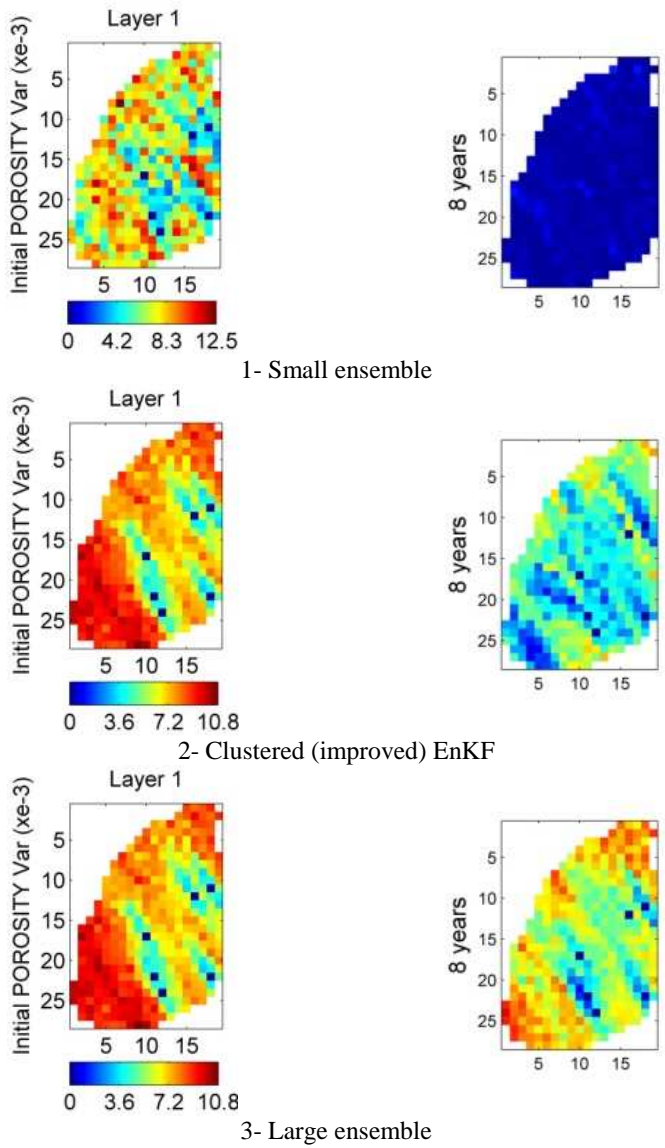 Layer 1
Initial POROSITY Var (xe-3)
5
10
15
20
25
5 10 15
0 4.2 8.3 12.5
8 years
5
10
15
20
25
5 10 15
1- Small ensemble
Layer 1
Initial POROSITY Var (xe-3)
5
10
15
20
25
5 10 15
0 3.6 7.2 10.8
8 years
5
10
15
20
25
5 10 15
2- Clustered (improved) EnKF
Layer 1
Initial POROSITY Var (xe-3)
5
10
15
20
25
5 10 15
0 3.6 7.2 10.8
8 years
5
10
15
20
25
5 10 15
3- Large ensemble